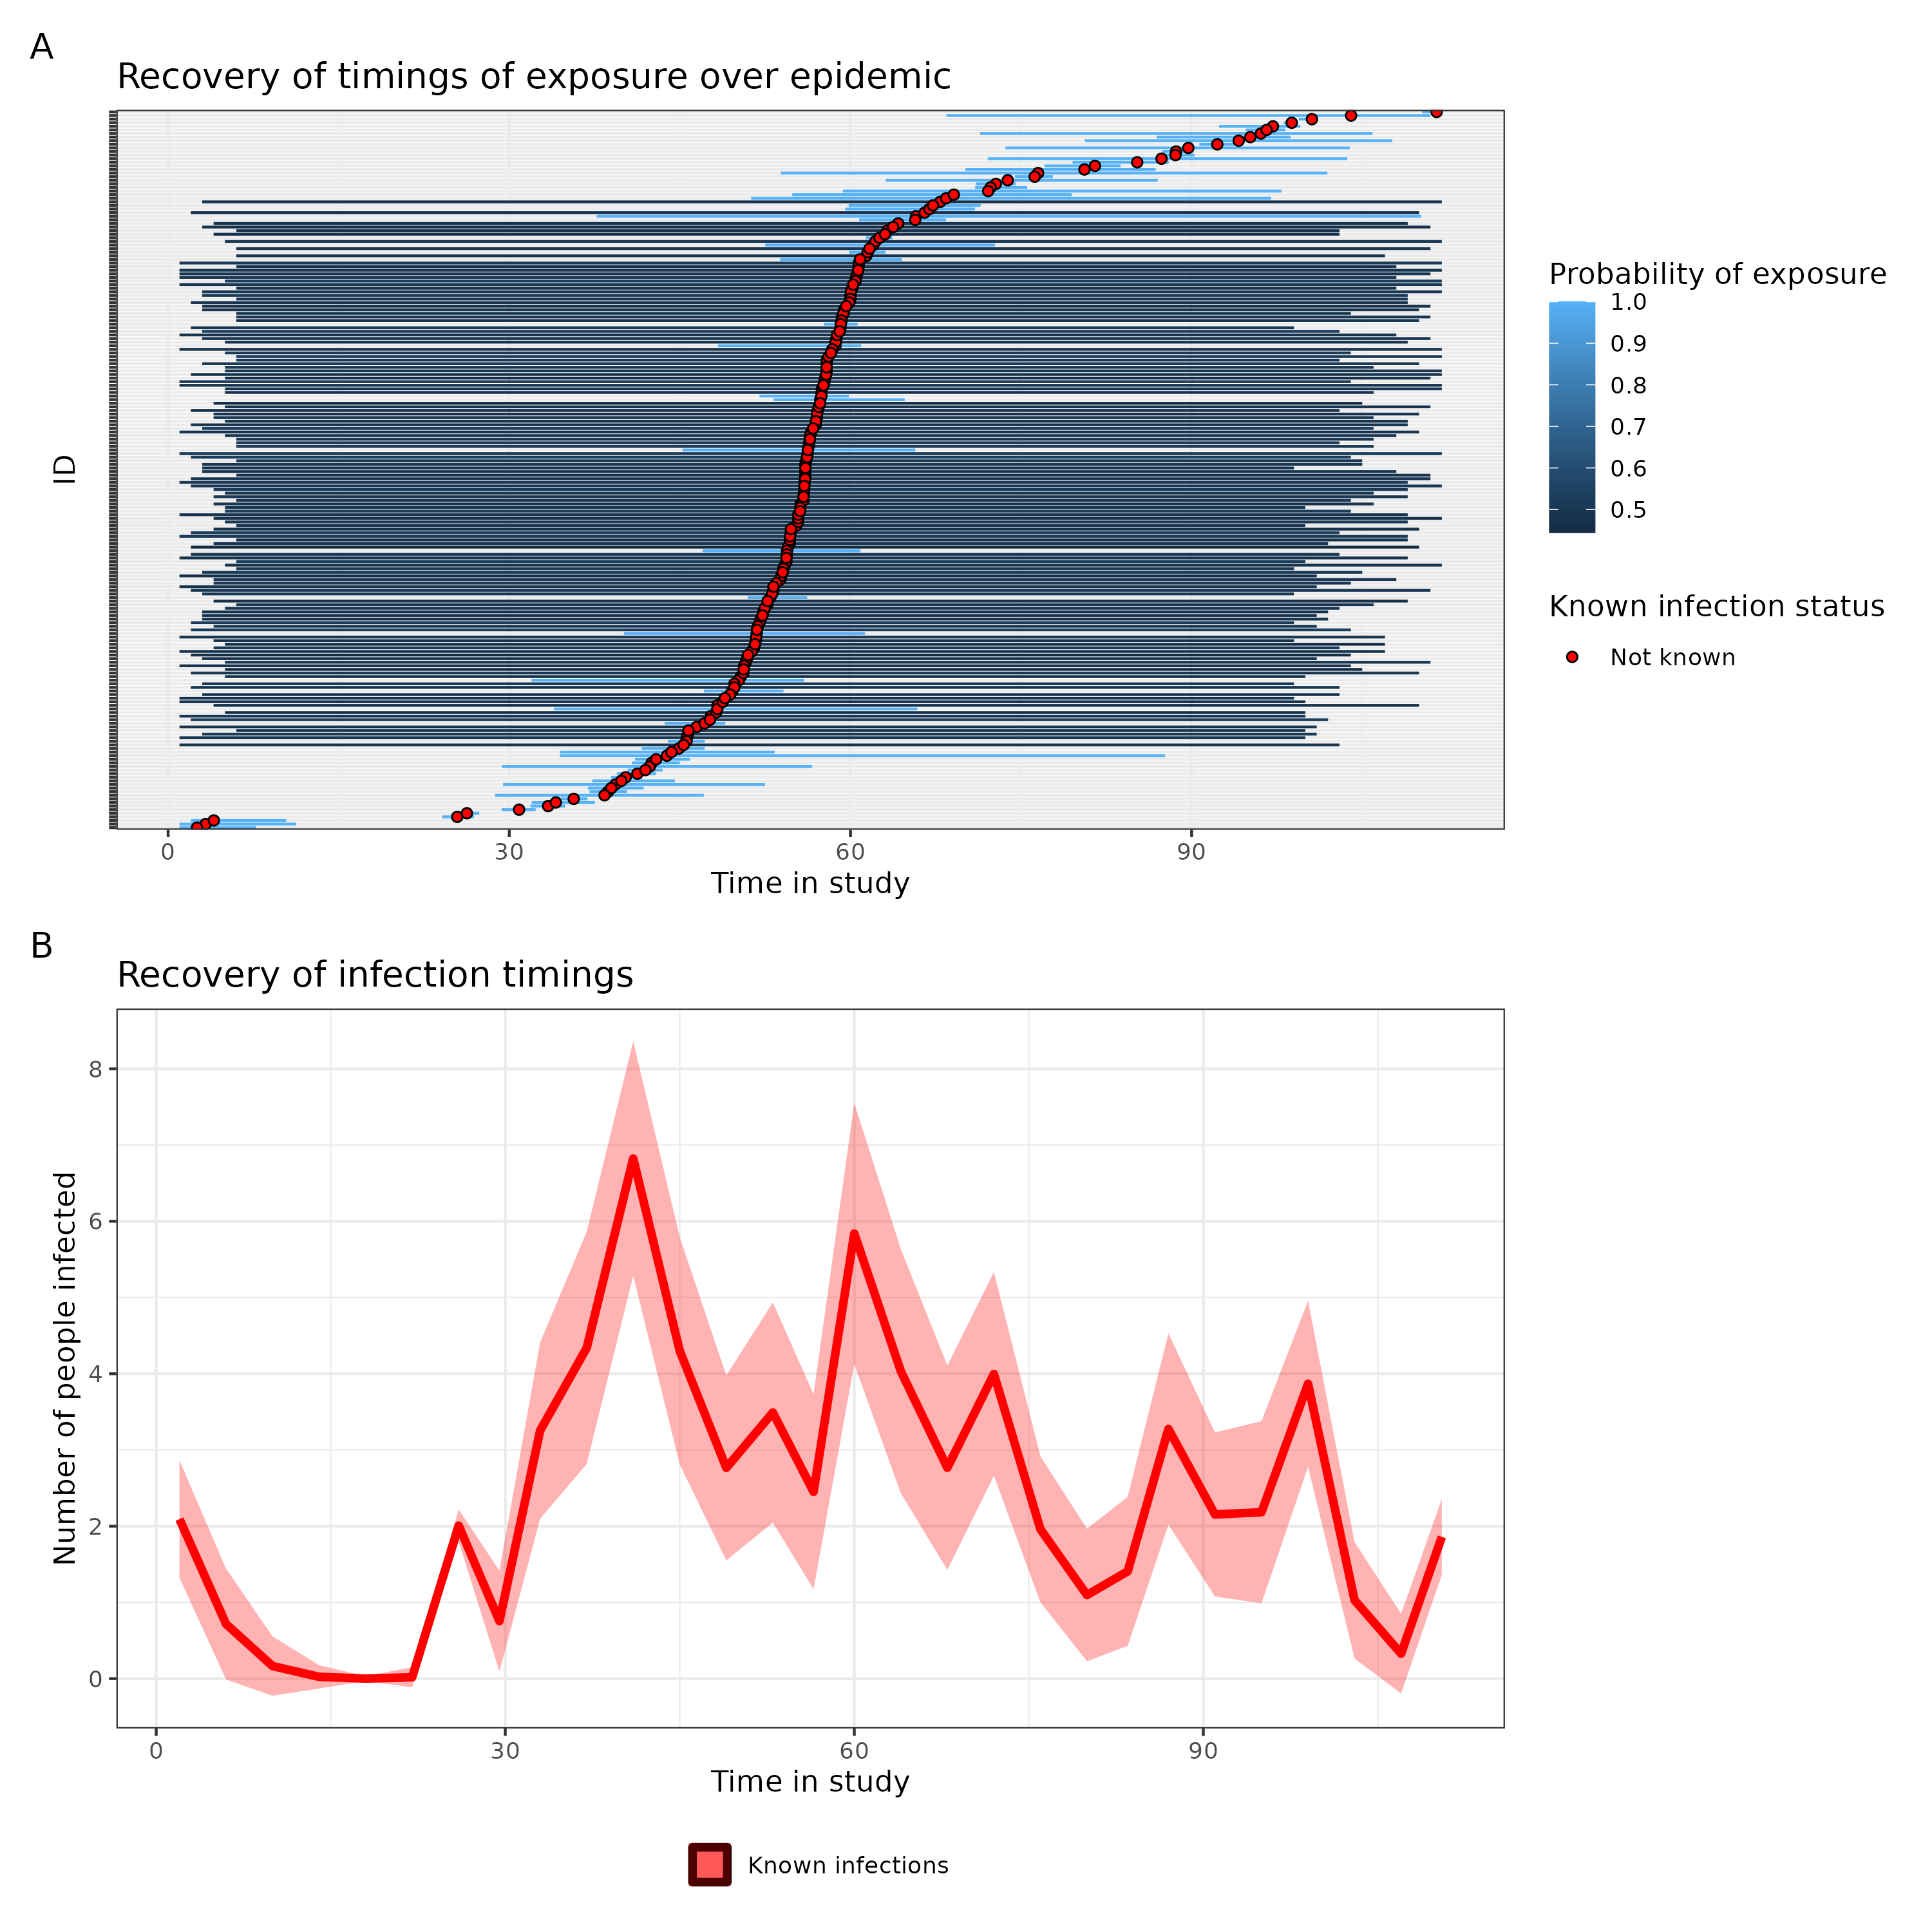 A
Recovery of timings of exposure over epidemic
ID
0 30 60 90
Time in study
Probability of exposure
1.0
0.9
0.8
0.7
0.6
0.5
Known infection status
Not known
B
Recovery of infection timings
Number of people infected
8
6
4
2
0
0 30 60 90
Time in study
Known infections